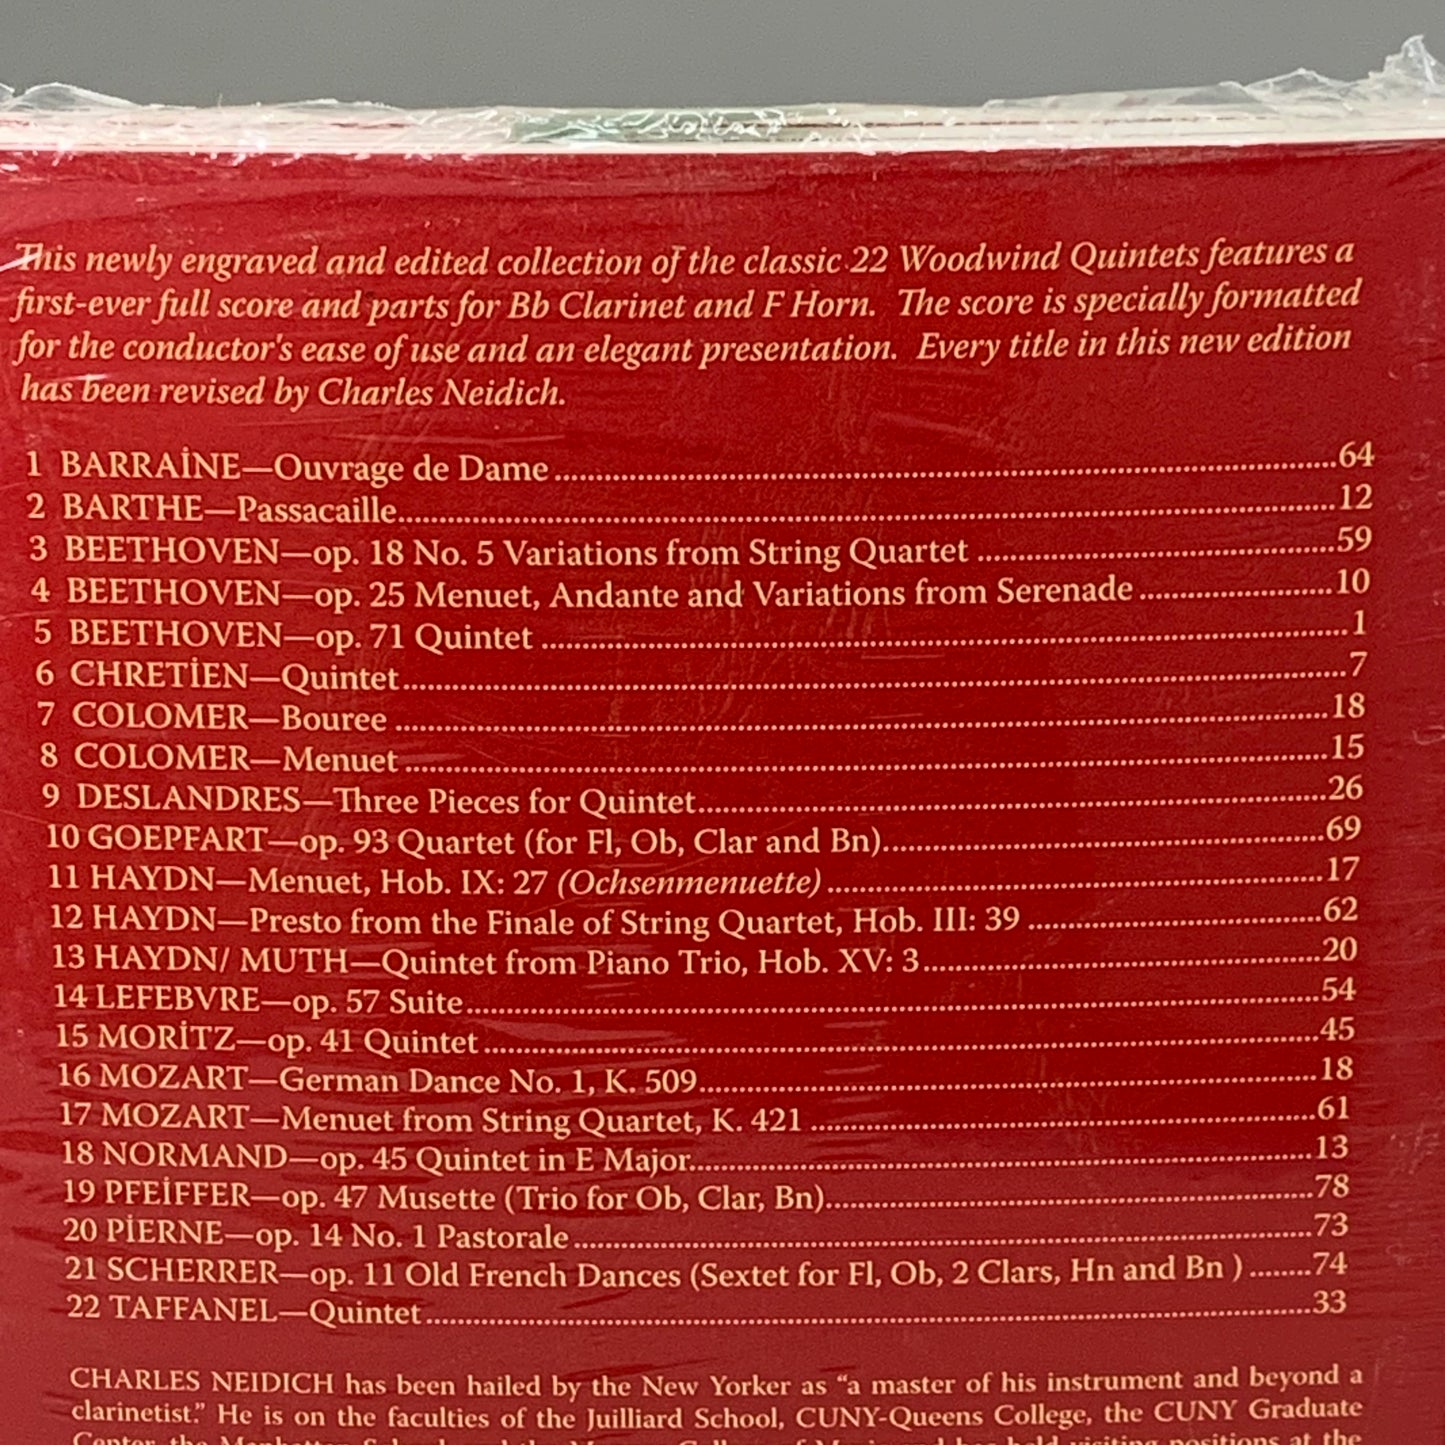 This newly engraved and edited collection of the classic 22 Woodwind Quintets features a
first-ever full score and parts for Bb Clarinet and F Horn. The score is specially formatted
for the conductor's ease of use and an elegant presentation. Every title in this new edition
has been revised by Charles Neidich.
1 BARRAİNE—Ouvrage de Dame 64
2 BARTHE—Passacaille 12
3 BEETHOVEN—op. 18 No. 5 Variations from String Quartet 59
4 BEETHOVEN—op. 25 Menuet, Andante and Variations from Serenade 10
5 BEETHOVEN—op. 71 Quintet 1
6 CHRETİEN—Quintet 7
7 COLOMER—Bouree 18
8 COLOMER—Menuet 15
9 DESLANDRES—Three Pieces for Quintet 26
10 GOEPFART—op. 93 Quartet (for Fl, Ob, Clar and Bn) 69
11 HAYDN—Menuet, Hob. IX: 27 (Ochsenmenuette) 17
12 HAYDN—Presto from the Finale of String Quartet, Hob. III: 39 62
13 HAYDN/ MUTH—Quintet from Piano Trio, Hob. XV: 3 20
14 LEFEBVRE—op. 57 Suite 54
15 MORİTZ—op. 41 Quintet 45
16 MOZART—German Dance No. 1, K. 509 18
17 MOZART—Menuet from String Quartet, K. 421 61
18 NORMAND—op. 45 Quintet in E Major 13
19 PFEİFFER—op. 47 Musette (Trio for Ob, Clar, Bn) 78
20 PİERNE—op. 14 No. 1 Pastorale 73
21 SCHERRER—op. 11 Old French Dances (Sextet for Fl, Ob, 2 Clars, Hn and Bn ) 74
22 TAFFANEL—Quintet 33
CHARLES NEIDICH has been hailed by the New Yorker as “a master of his instrument and beyond a
clarinetist.” He is on the faculties of the Juilliard School, CUNY-Queens College, the CUNY Graduate
positions at the